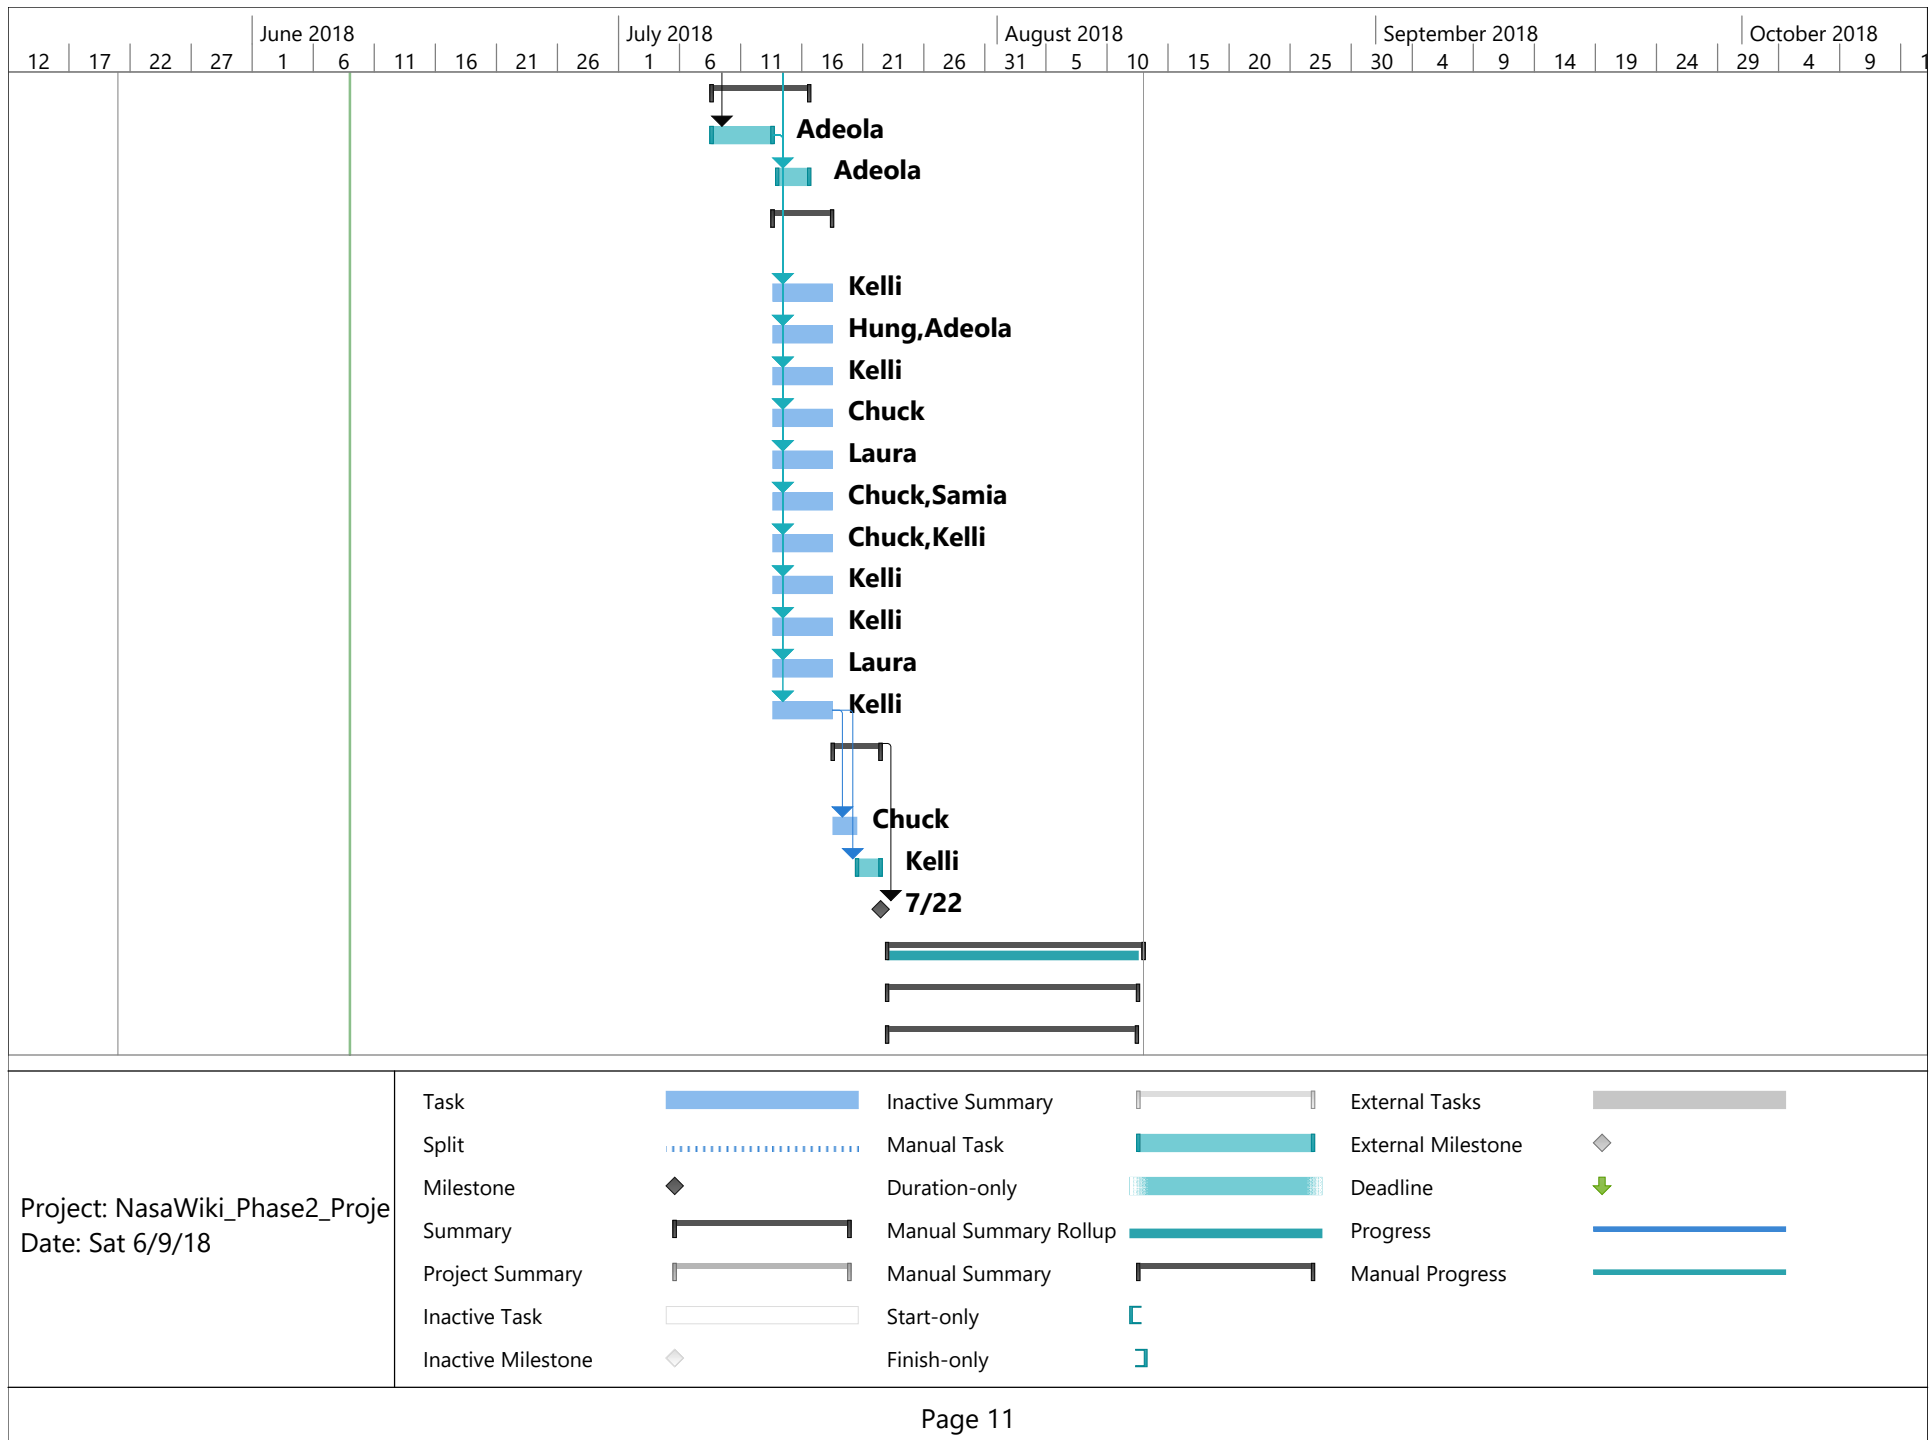 June 2018 July 2018 August 2018 September 2018 October 2018
12 17 22 27 1 6 11 16 21 26 1 6 11 16 21 26 31 5 10 15 20 25 30 4 9 14 19 24 29 4 9 1
Adeola
Adeola
Kelli
Hung,Adeola
Kelli
Chuck
Laura
Chuck,Samia
Chuck,Kelli
Kelli
Kelli
Laura
Kelli
Chuck
Kelli
7/22
Project: NasaWiki_Phase2_Proje
Date: Sat 6/9/18
Task
Split
Milestone
Summary
Project Summary
Inactive Task
Inactive Milestone
Inactive Summary
Manual Task
Duration-only
Manual Summary Rollup
Manual Summary
Start-only
Finish-only
External Tasks
External Milestone
Deadline
Progress
Manual Progress
Page 11